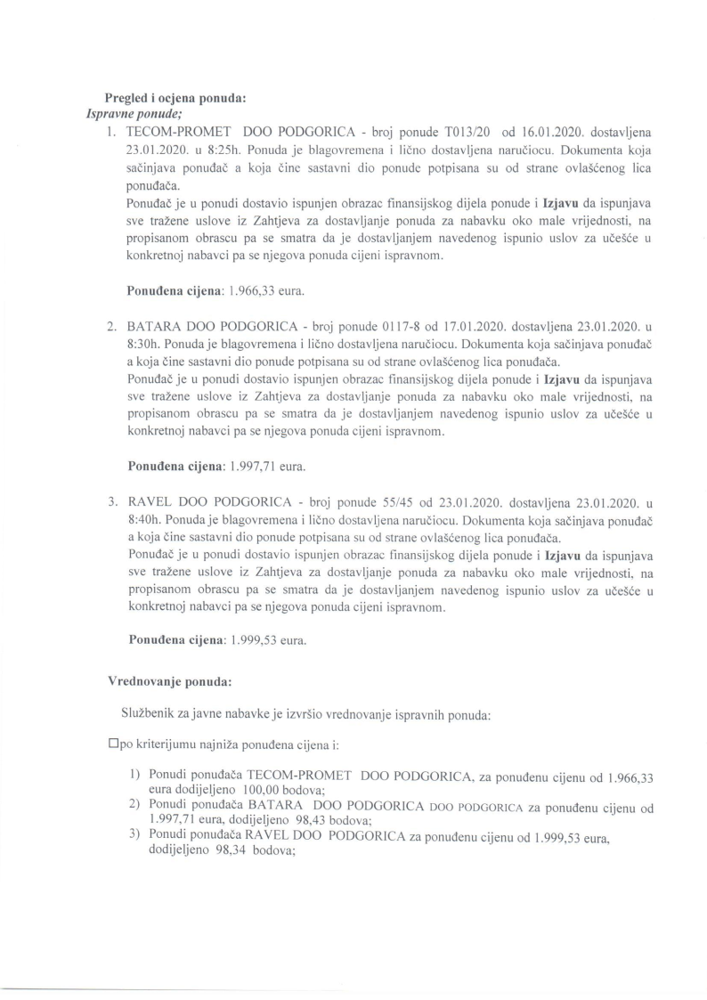 Pregled i ocjena ponuda:
Ispravne ponude;
1. TECOM-PROMET DOO PODGORICA - broj ponude T013/20 od 16.01.2020. dostavljena
23.01.2020. u 8:25h. Ponuda je blagovremena i lično dostavljena naručiocu. Dokumenta koja
sačinjava ponuđač a koja čine sastavni dio ponude potpisana su od strane ovlašćenog lica
ponuđača.
Ponuđač je u ponudi dostavio ispunjen obrazac finansijskog dijela ponude i Izjavu da ispunjava
sve tražene uslove iz Zahtjeva za dostavljanje ponuda za nabavku oko male vrijednosti, na
propisanom obrascu pa se smatra da je dostavljanjem navedenog ispunio uslov za učešće u
konkretnoj nabavci pa se njegova ponuda cijeni ispravnom.
Ponuđena cijena: 1.966,33 eura.
2. BATARA DOO PODGORICA - broj ponude 0117-8 od 17.01.2020. dostavljena 23.01.2020. u
8:30h. Ponuda je blagovremena i lično dostavljena naručiocu. Dokumenta koja sačinjava ponuđač
a koja čine sastavni dio ponude potpisana su od strane ovlašćenog lica ponuđača.
Ponuđač je u ponudi dostavio ispunjen obrazac finansijskog dijela ponude i Izjavu da ispunjava
sve tražene uslove iz Zahtjeva za dostavljanje ponuda za nabavku oko male vrijednosti, na
propisanom obrascu pa se smatra da je dostavljanjem navedenog ispunio uslov za učešće u
konkretnoj nabavci pa se njegova ponuda cijeni ispravnom.
Ponuđena cijena: 1.997,71 eura.
3. RAVEL DOO PODGORICA - broj ponude 55/45 od 23.01.2020. dostavljena 23.01.2020. u
8:40h. Ponuda je blagovremena i lično dostavljena naručiocu. Dokumenta koja sačinjava ponuđač
a koja čine sastavni dio ponude potpisana su od strane ovlašćenog lica ponuđača.
Ponuđač je u ponudi dostavio ispunjen obrazac finansijskog dijela ponude i Izjavu da ispunjava
sve tražene uslove iz Zahtjeva za dostavljanje ponuda za nabavku oko male vrijednosti, na
propisanom obrascu pa se smatra da je dostavljanjem navedenog ispunio uslov za učešće u
konkretnoj nabavci pa se njegova ponuda cijeni ispravnom.
Ponuđena cijena: 1.999,53 eura.
Vrednovanje ponuda:
Službenik za javne nabavke je izvršio vrednovanje ispravnih ponuda:
☐po kriterijumu najniža ponuđena cijena i:
1) Ponudi ponuđača TECOM-PROMET DOO PODGORICA, za ponuđenu cijenu od 1.966,33
eura dodijeljeno 100,00 bodova;
2) Ponudi ponuđača BATARA DOO PODGORICA DOO PODGORICA za ponuđenu cijenu od
1.997,71 eura, dodijeljeno 98,43 bodova;
3) Ponudi ponuđača RAVEL DOO PODGORICA za ponuđenu cijenu od 1.999,53 eura,
dodijeljeno 98,34 bodova;